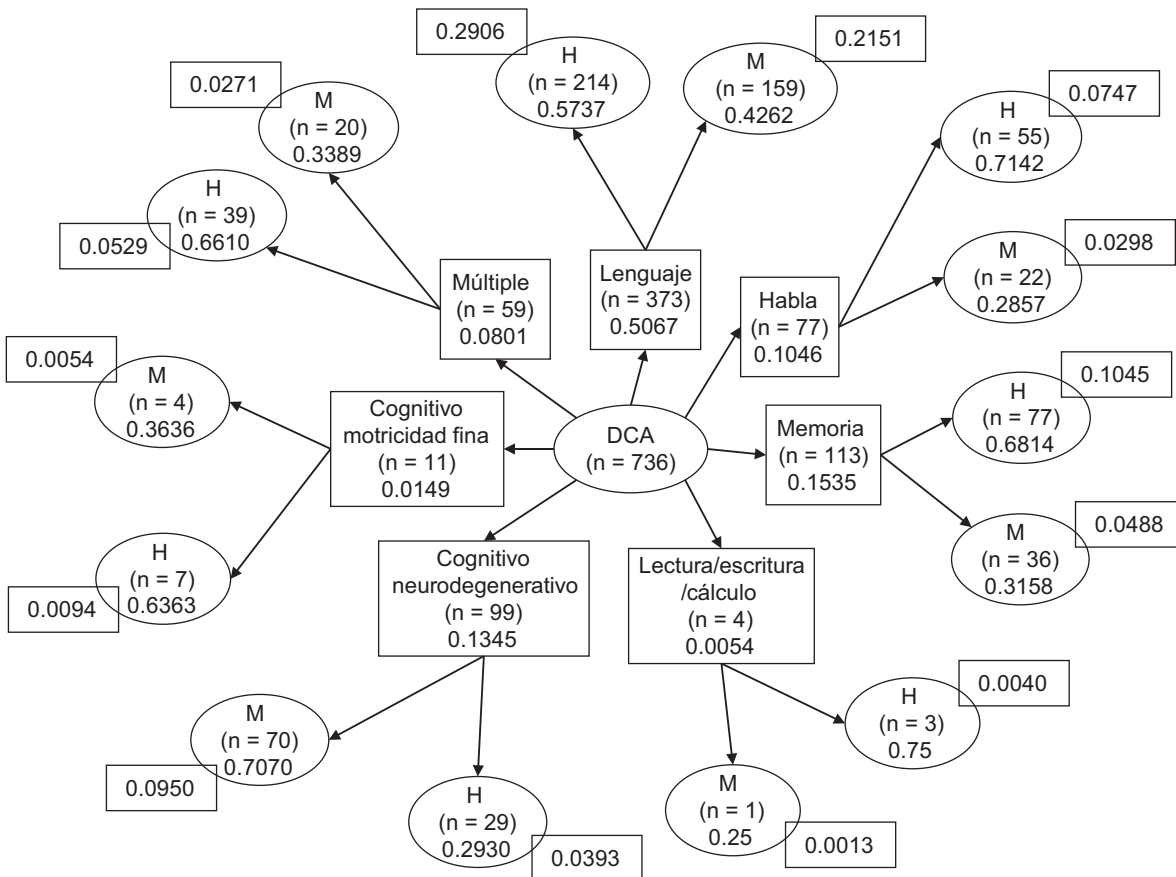 0.2906
H
(n = 214)
0.5737
0.2151
M
(n = 159)
0.4262
0.0271
M
(n = 20)
0.3389
0.0747
H
(n = 55)
0.7142
H
(n = 39)
0.6610
0.0529
0.0298
M
(n = 22)
0.2857
Múltiple
(n = 59)
0.0801
Lenguaje
(n = 373)
0.5067
Habla
(n = 77)
0.1046
0.0054
M
(n = 4)
0.3636
Cognitivo
motricidad fina
(n = 11)
0.0149
DCA
(n = 736)
Memoria
(n = 113)
0.1535
0.1045
H
(n = 77)
0.6814
0.0488
M
(n = 36)
0.3158
H
(n = 7)
0.6363
0.0094
Cognitivo
neurodegenerativo
(n = 99)
0.1345
Lectura/escritura
/cálculo
(n = 4)
0.0054
M
(n = 70)
0.7070
0.0950
H
(n = 29)
0.2930
0.0393
M
(n = 1)
0.25
0.0013
0.0040
H
(n = 3)
0.75